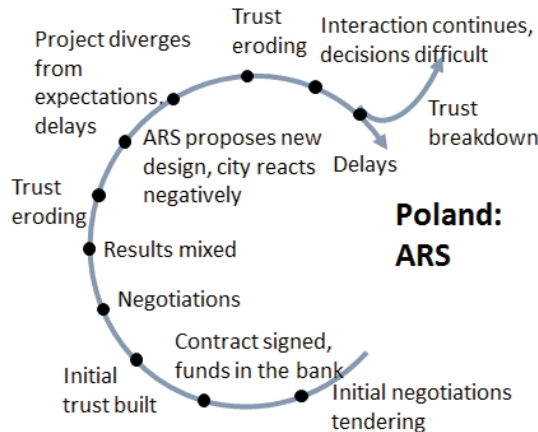 Trust
eroding
Interaction continues,
decisions difficult
Project diverges
from
expectations,
delays
Trust
breakdown
ARS proposes new
design, city reacts
negatively
Delays
Trust
eroding
Poland:
ARS
Results mixed
Negotiations
Contract signed,
funds in the bank
Initial
trust built
Initial negotiations
tendering